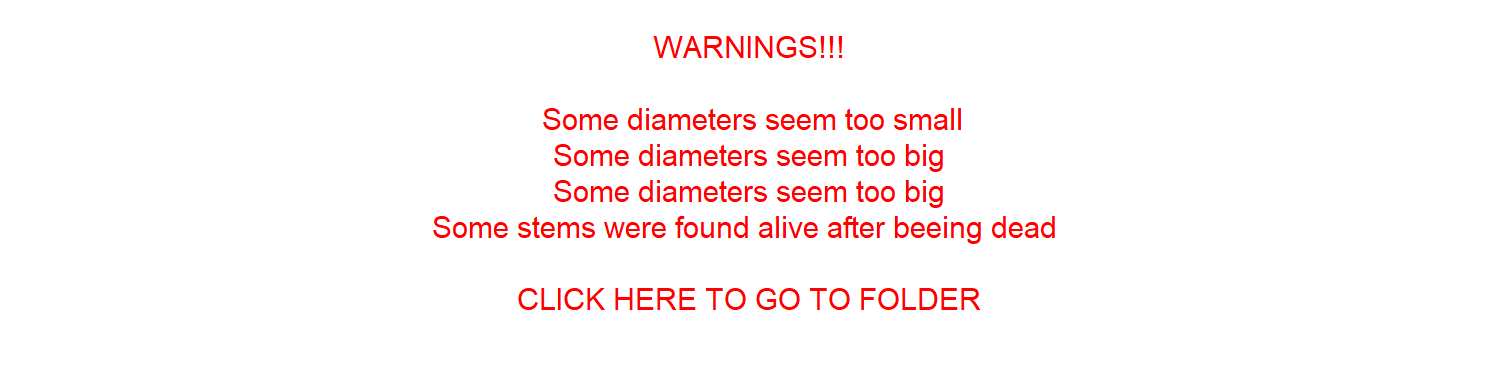 WARNINGS!!!
Some diameters seem too small
Some diameters seem too big
Some diameters seem too big
Some stems were found alive after beeing dead
CLICK HERE TO GO TO FOLDER